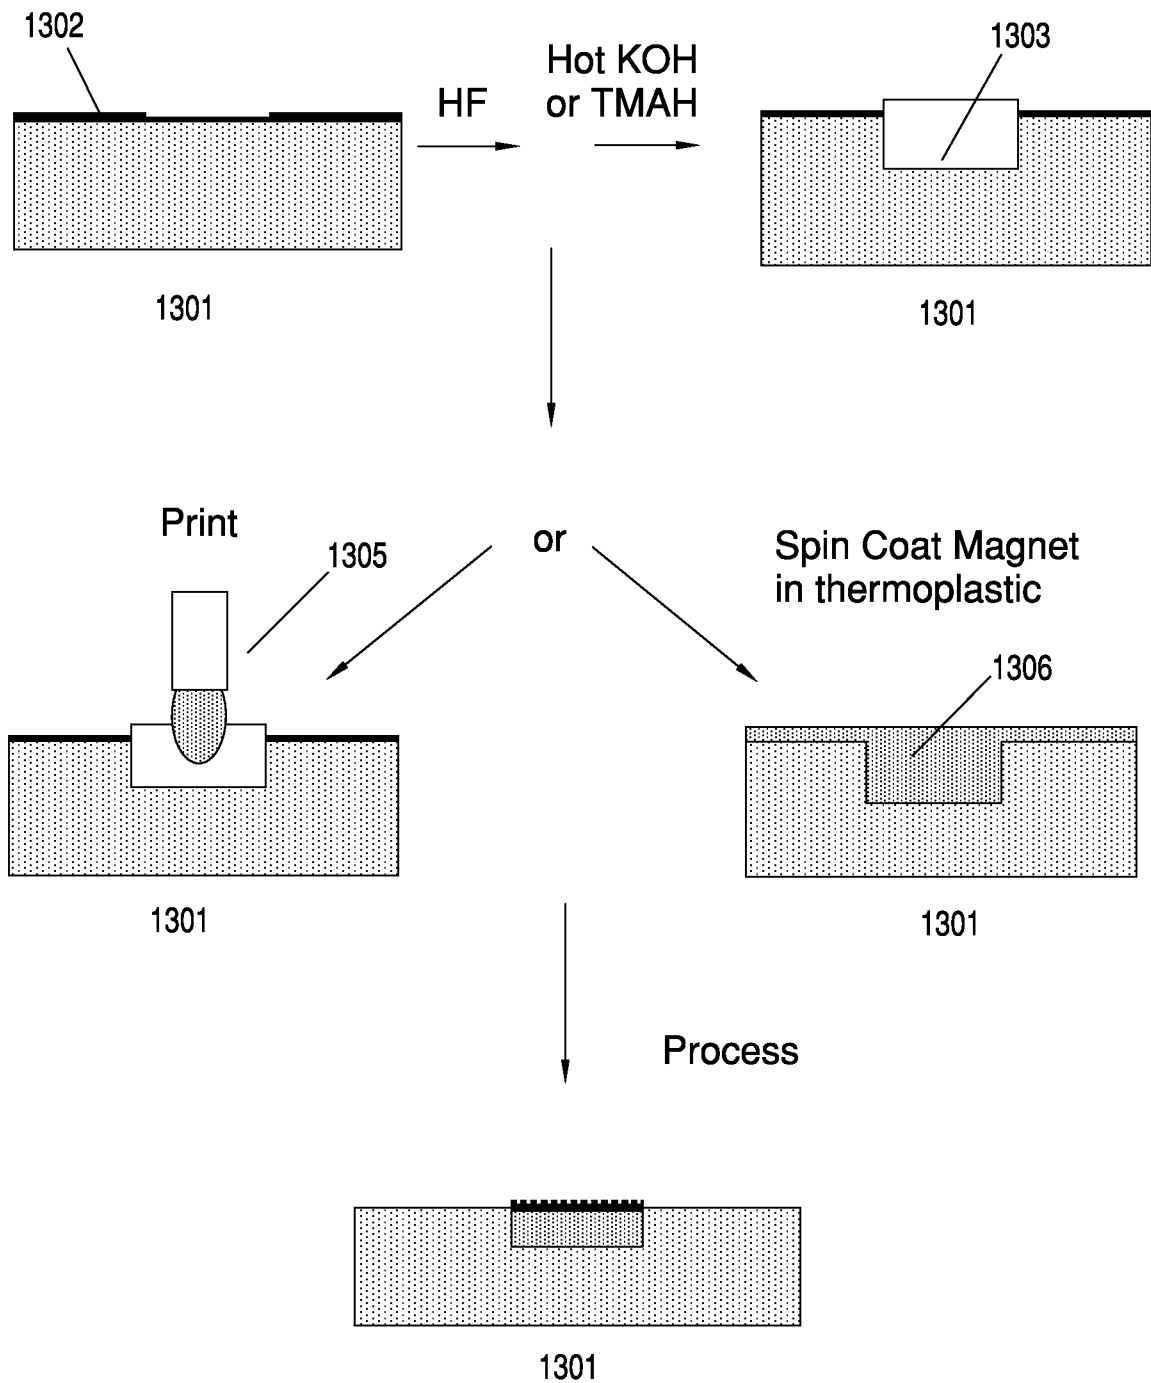 1302
HF
Hot KOH
or TMAH
1303
1301
1301
Print
1305
or
Spin Coat Magnet
in thermoplastic
1306
1301
1301
Process
1301